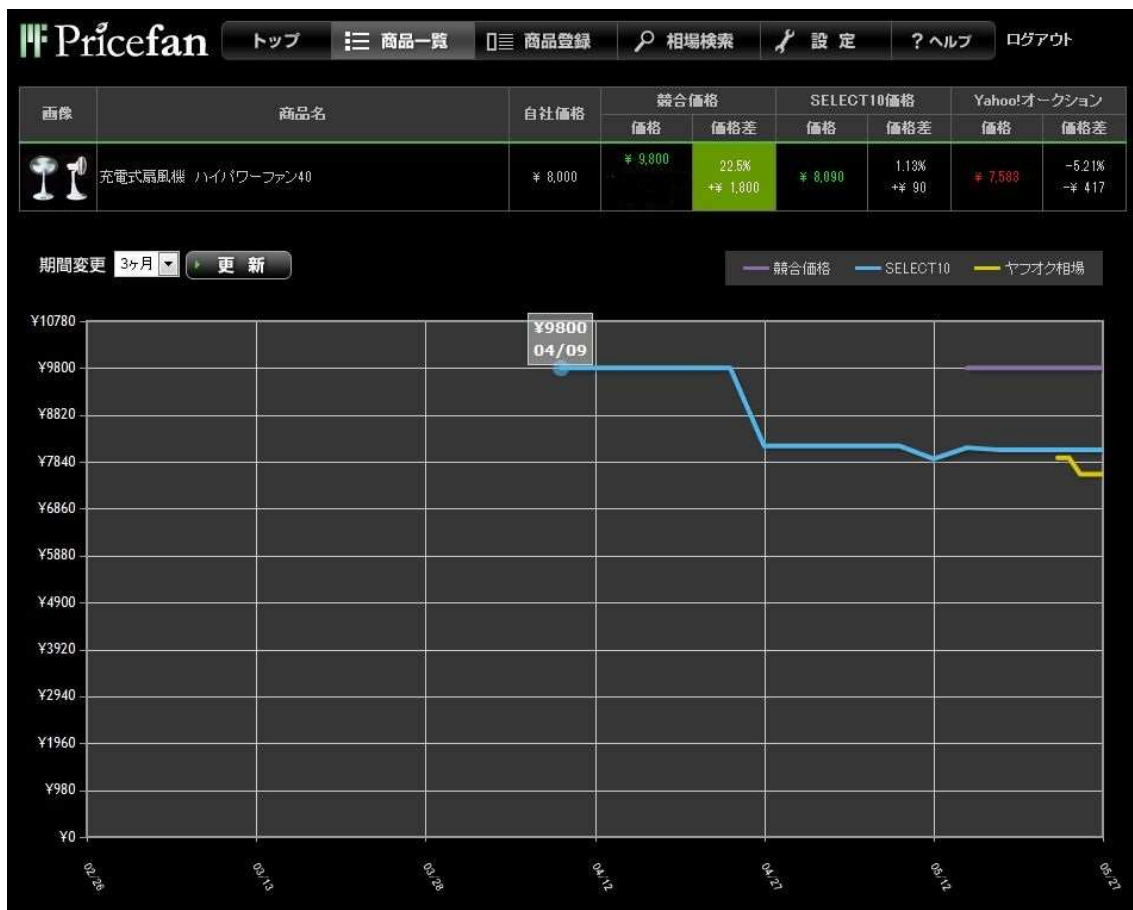 Pricefan トップ 商品一覧 商品登録 相場検索 設定 ? ヘルプ ログアウト
画像 商品名 自社価格 競合価格 SELECT10価格 Yahoo!オークション
価格 価格差 価格 価格差 価格 価格差
充電式扇風機 ハイパワーファン40 ¥ 8,000 ¥ 9,800 22.5% +¥ 1,800 ¥ 8,090 1.13% +¥ 90 ¥ 7,583 -5.21% -¥ 417
期間変更 3ヶ月 更新 競合価格 SELECT10 ヤフオク相場
¥10780
¥9800
04/09
¥9800
¥8820
¥7840
¥6860
¥5880
¥4900
¥3920
¥2940
¥1960
¥980
¥0
02/26 03/13 03/28 04/12 04/27 05/12 05/27